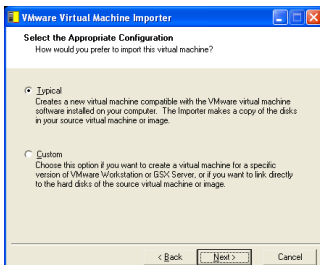 VMware Virtual Machine Importer
Select the Appropriate Configuration
How would you prefer to import this virtual machine?
Typical
Creates a new virtual machine compatible with the VMware virtual machine
software installed on your computer. The Importer makes a copy of the disks
in your source virtual machine or image.
Custom
Choose this option if you want to create a virtual machine for a specific
version of VMware Workstation or GSX Server, or if you want to link directly
to the hard disks of the source virtual machine or image.
< Back Next > Cancel